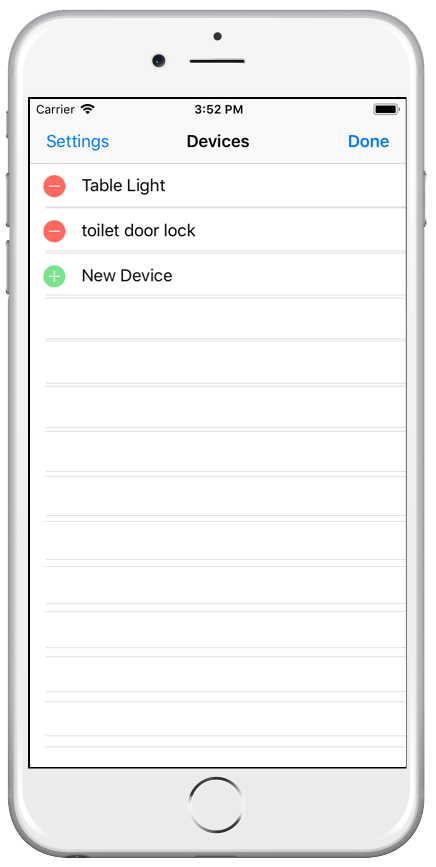 Carrier 3:52 PM
Settings Devices Done
Table Light
toilet door lock
New Device